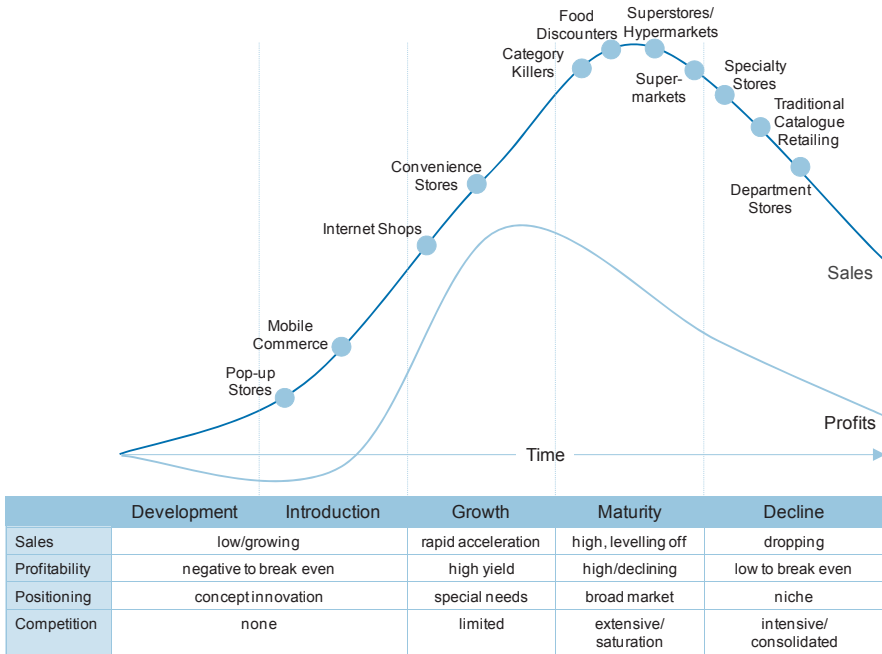 Food
Discounters
Superstores/
Hypermarkets
Category
Killers
Super-
markets
Specialty
Stores
Traditional
Catalogue
Retailing
Convenience
Stores
Department
Stores
Internet Shops
Sales
Mobile
Commerce
Pop-up
Stores
Profits
Time
Development Introduction Growth Maturity Decline
Sales low/growing rapid acceleration high, levelling off dropping
Profitability negative to break even high yield high/declining low to break even
Positioning concept innovation special needs broad market niche
Competition none limited extensive/ intensive/
saturation consolidated